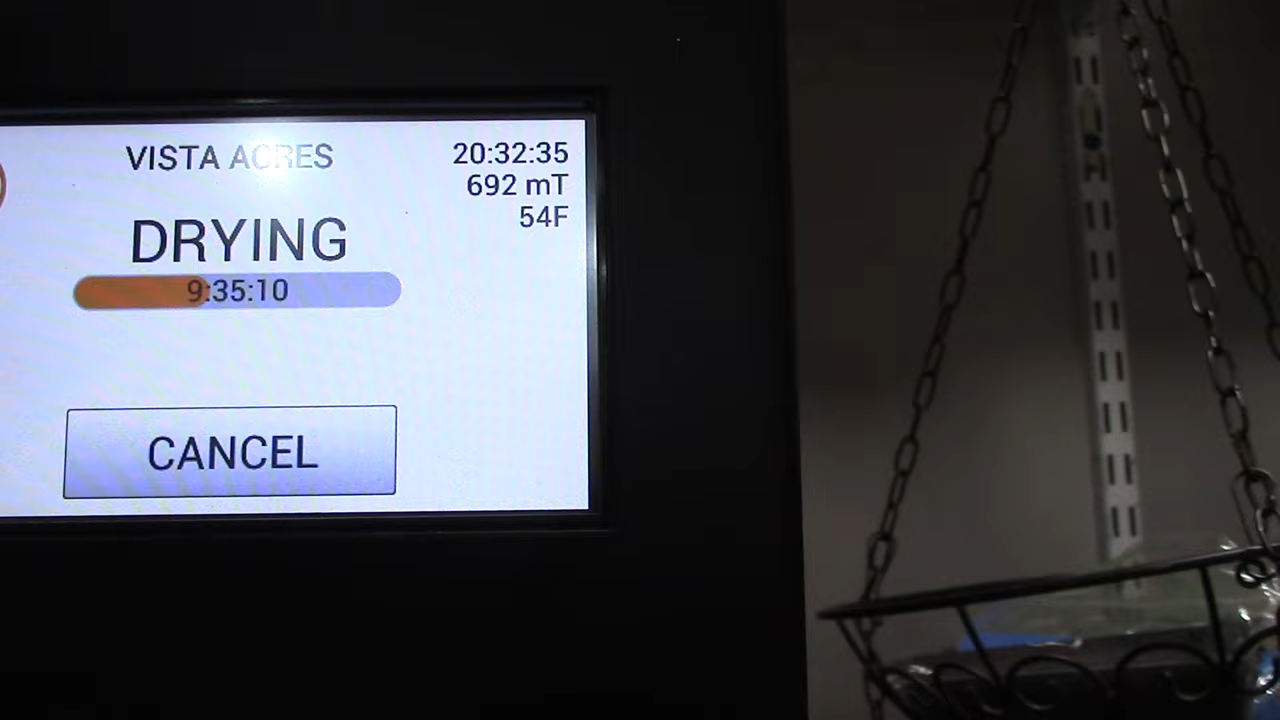 VISTA ACRES
20:32:35
692 mT
54F
DRYING
9:35:10
CANCEL